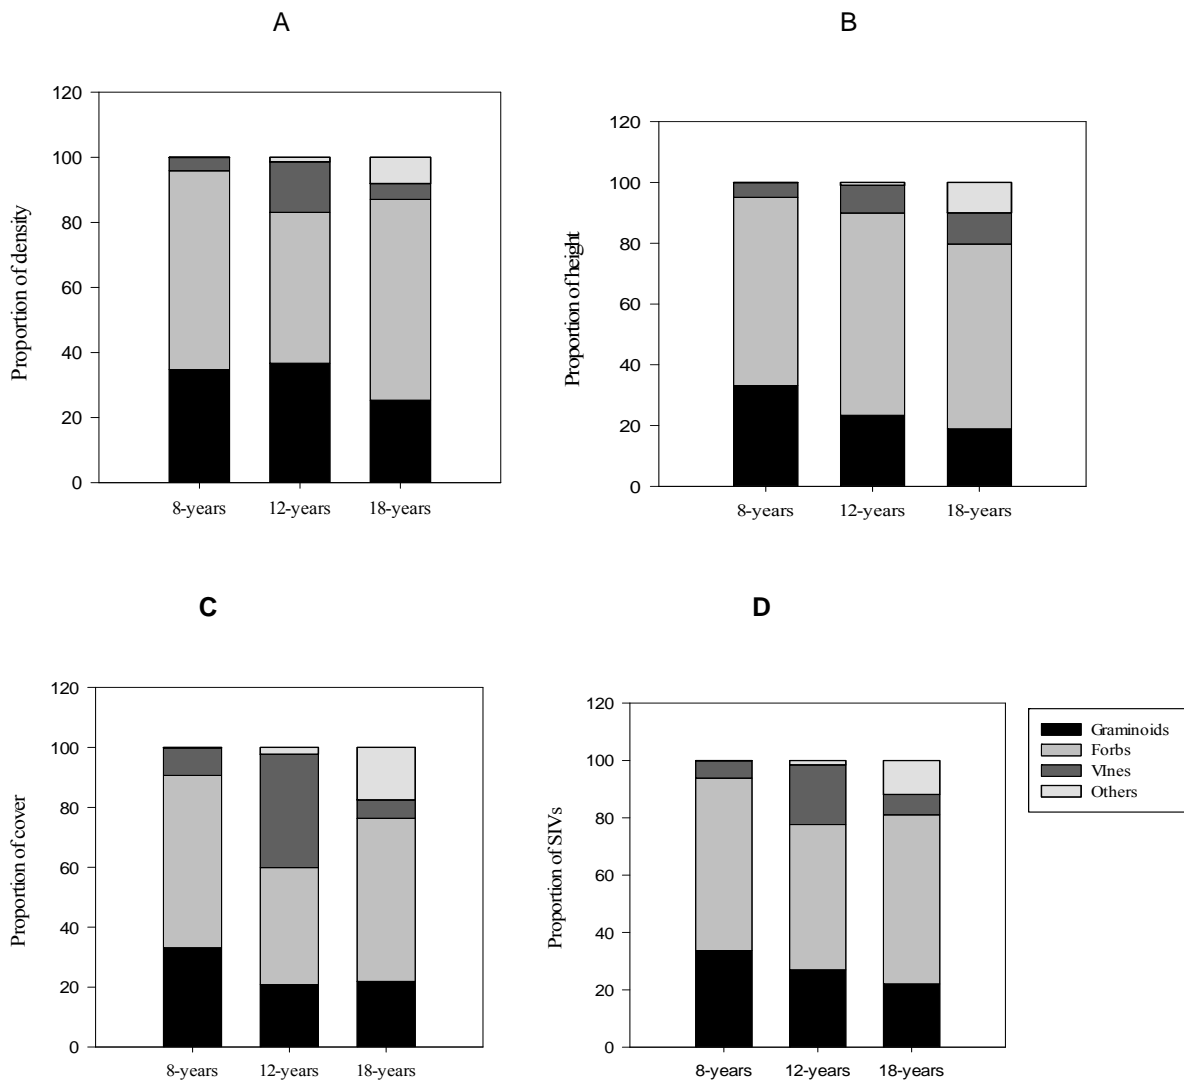 A
Proportion of density
120
100
80
60
40
20
0
8-years 12-years 18-years
B
Proportion of height
120
100
80
60
40
20
0
8-years 12-years 18-years
C
Proportion of cover
120
100
80
60
40
20
0
8-years 12-years 18-years
D
Proportion of SIVs
120
100
80
60
40
20
0
8-years 12-years 18-years
Graminoids
Forbs
VInes
Others